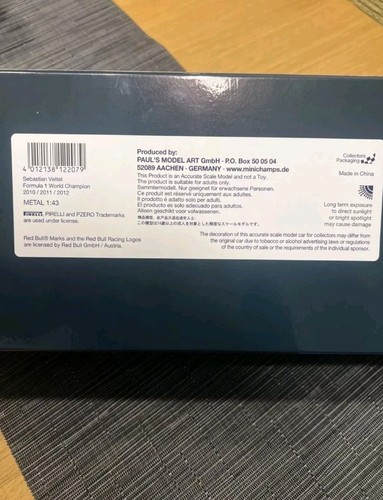 4 012138 122079
Sebastian Vettel
Formula 1 World Champion
2010 / 2011 / 2012
METAL 1:43
PIRELLI and PZERO Trademarks
are used under license.
Red Bull® Marks and the Red Bull Racing Logos
are licensed by Red Bull GmbH / Austria.
Produced by:
PAUL'S MODEL ART GmbH · P.O. Box 50 05 04
52089 AACHEN · GERMANY · www.minichamps.de
This Product is an Accurate Scale Model and not a Toy.
The product is suitable for adults only.
Sammlermodell. Nur geeignet für erwachsene Personen.
Ce produit est réservé uniquement aux adultes.
Il prodotto è adatto solo per adulti.
El producto es solo adecuado para adultos.
Alleen geschikt voor volwassenen.
Collectors
Packaging
Made in China
Long term exposure
to direct sunlight
or bright spotlight
may cause damage
The decoration of this accurate scale model car for collectors may differ from
the original car due to tobacco or alcohol advertising laws or regulations
of the country of sale or the requirements of the individual sponsor.